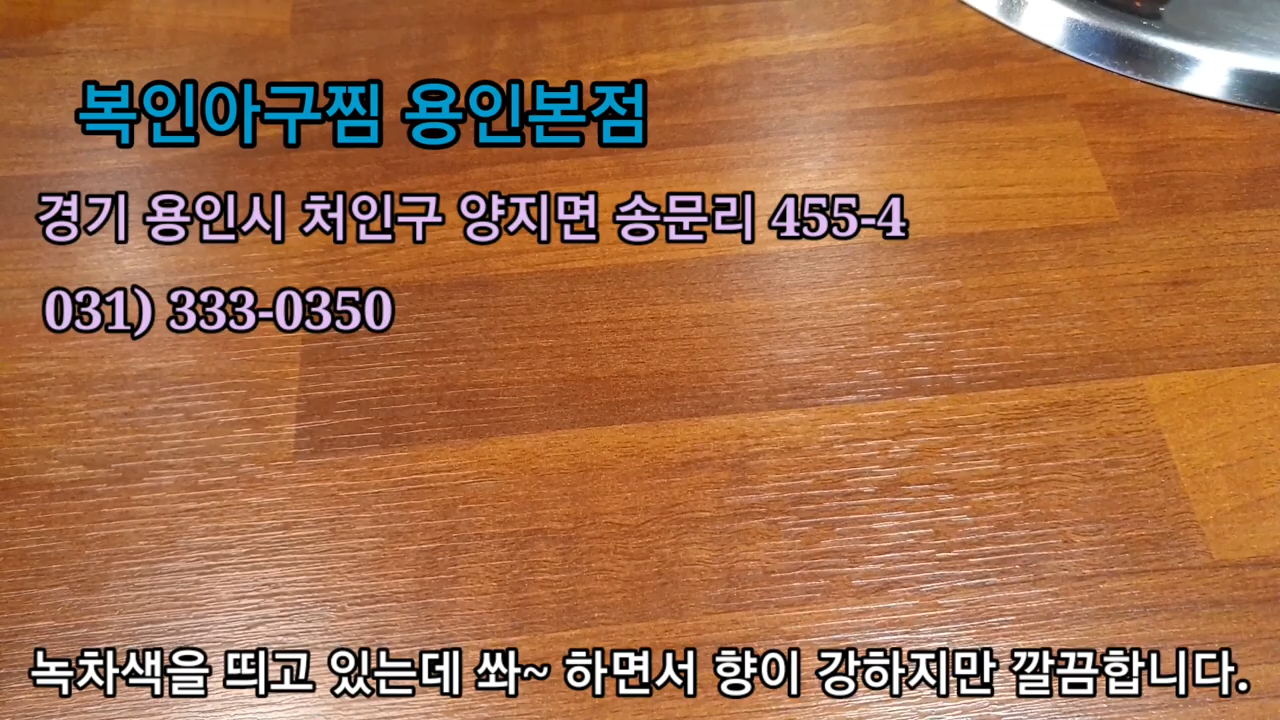 복인아구찜 용인본점
경기 용인시 처인구 양지면 송문리 455-4
031) 333-0350
녹차색을 띄고 있는데 쏴~ 하면서 향이 강하지만 깔끔합니다.